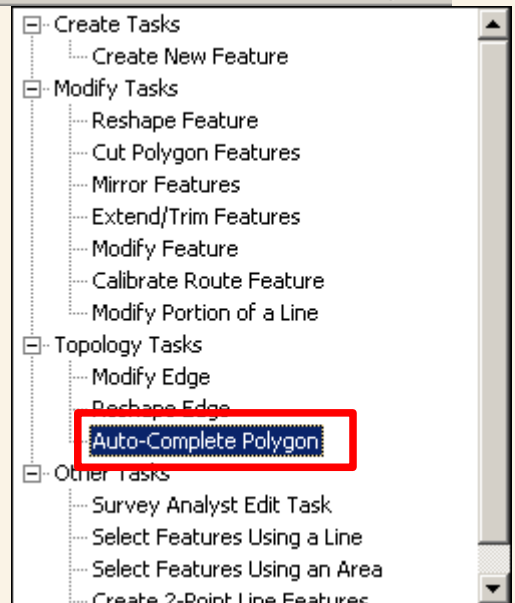 Create Tasks
Create New Feature
Modify Tasks
Reshape Feature
Cut Polygon Features
Mirror Features
Extend/Trim Features
Modify Feature
Calibrate Route Feature
Modify Portion of a Line
Topology Tasks
Modify Edge
Reshape Edge
Auto-Complete Polygon
Other Tasks
Survey Analyst Edit Task
Select Features Using a Line
Select Features Using an Area
Create 2-Point Line Features